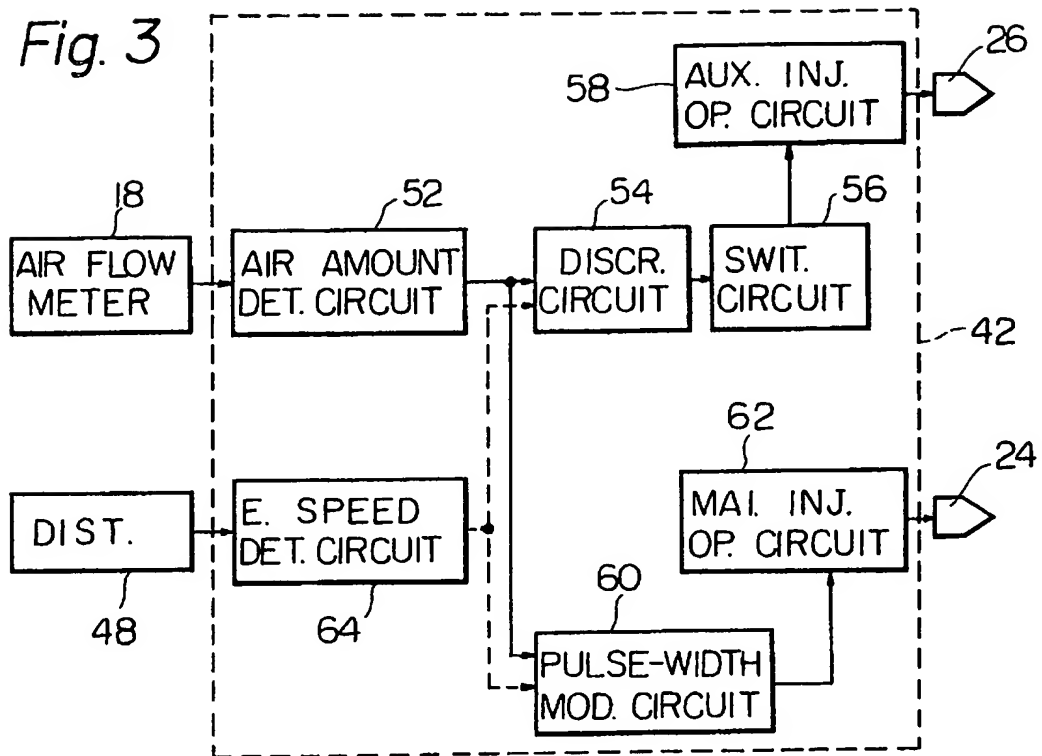 Fig. 3
26
58
AUX. INJ.
OP. CIRCUIT
18
52
54
56
AIR FLOW
METER
AIR AMOUNT
DET. CIRCUIT
DISCR.
CIRCUIT
SWIT.
CIRCUIT
42
62
24
DIST.
E. SPEED
DET. CIRCUIT
MAI. INJ.
OP. CIRCUIT
48
64
60
PULSE-WIDTH
MOD. CIRCUIT